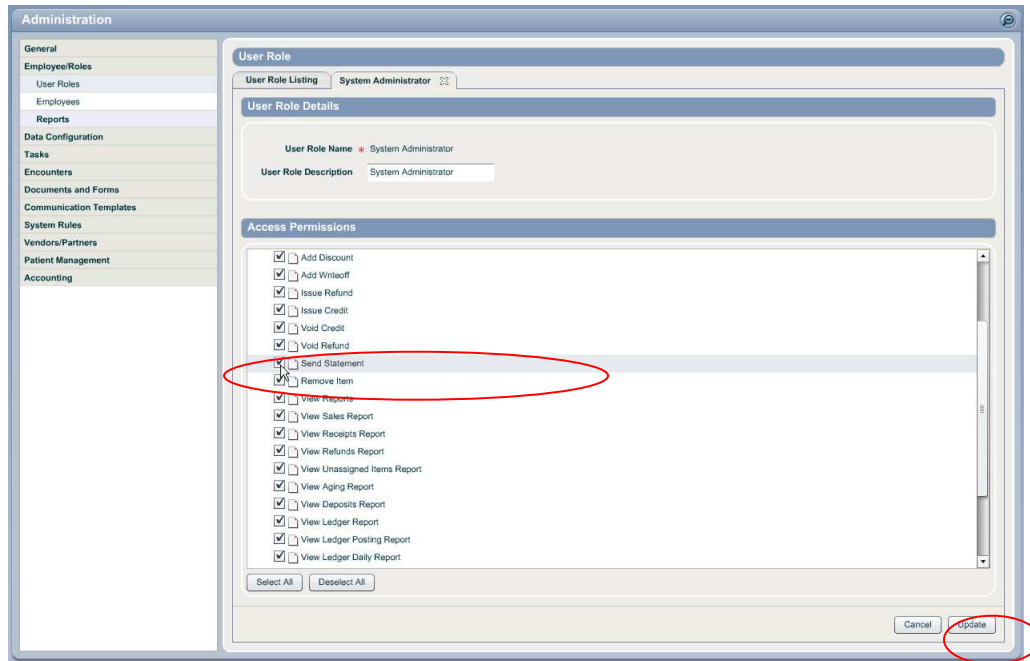 Administration
General
Employee/Roles
User Roles
Employees
Reports
Data Configuration
Tasks
Encounters
Documents and Forms
Communication Templates
System Rules
Vendors/Partners
Patient Management
Accounting
User Role
User Role Listing System Administrator
User Role Details
User Role Name * System Administrator
User Role Description System Administrator
Access Permissions
Add Discount
Add Writeoff
Issue Refund
Issue Credit
Void Credit
Void Refund
Send Statement
Remove Item
View Reports
View Sales Report
View Receipts Report
View Refunds Report
View Unassigned Items Report
View Aging Report
View Deposits Report
View Ledger Report
View Ledger Posting Report
View Ledger Daily Report
Select All Deselect All
Cancel Update